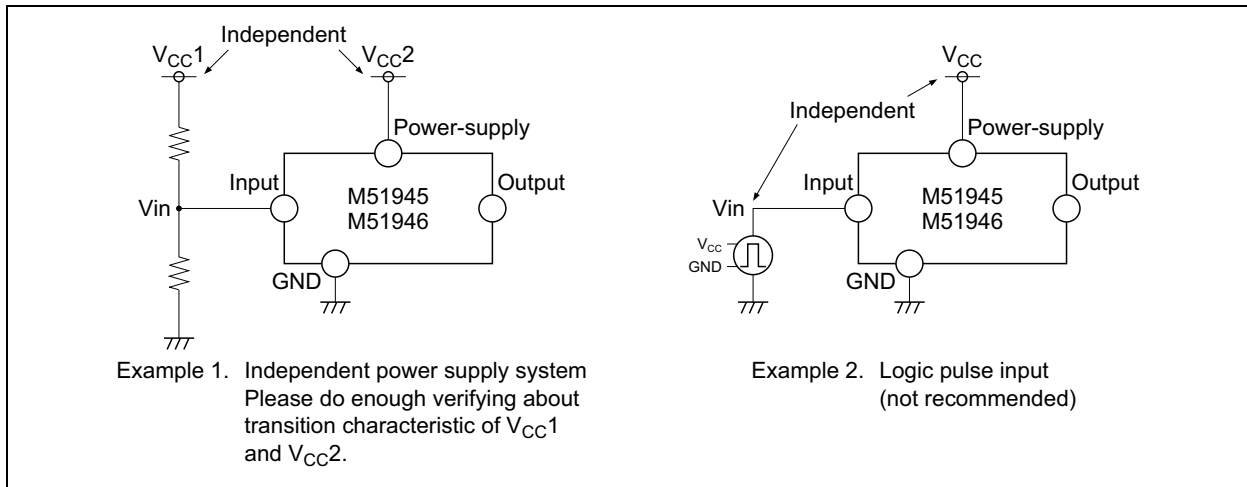 Independent
VCC1
VCC2
Power-supply
Input
Output
M51945
M51946
Vin
GND
Example 1. Independent power supply system
Please do enough verifying about
transition characteristic of VCC1
and VCC2.
VCC
Independent
Power-supply
Input
Output
M51945
M51946
Vin
VCC
GND
GND
Example 2. Logic pulse input
(not recommended)